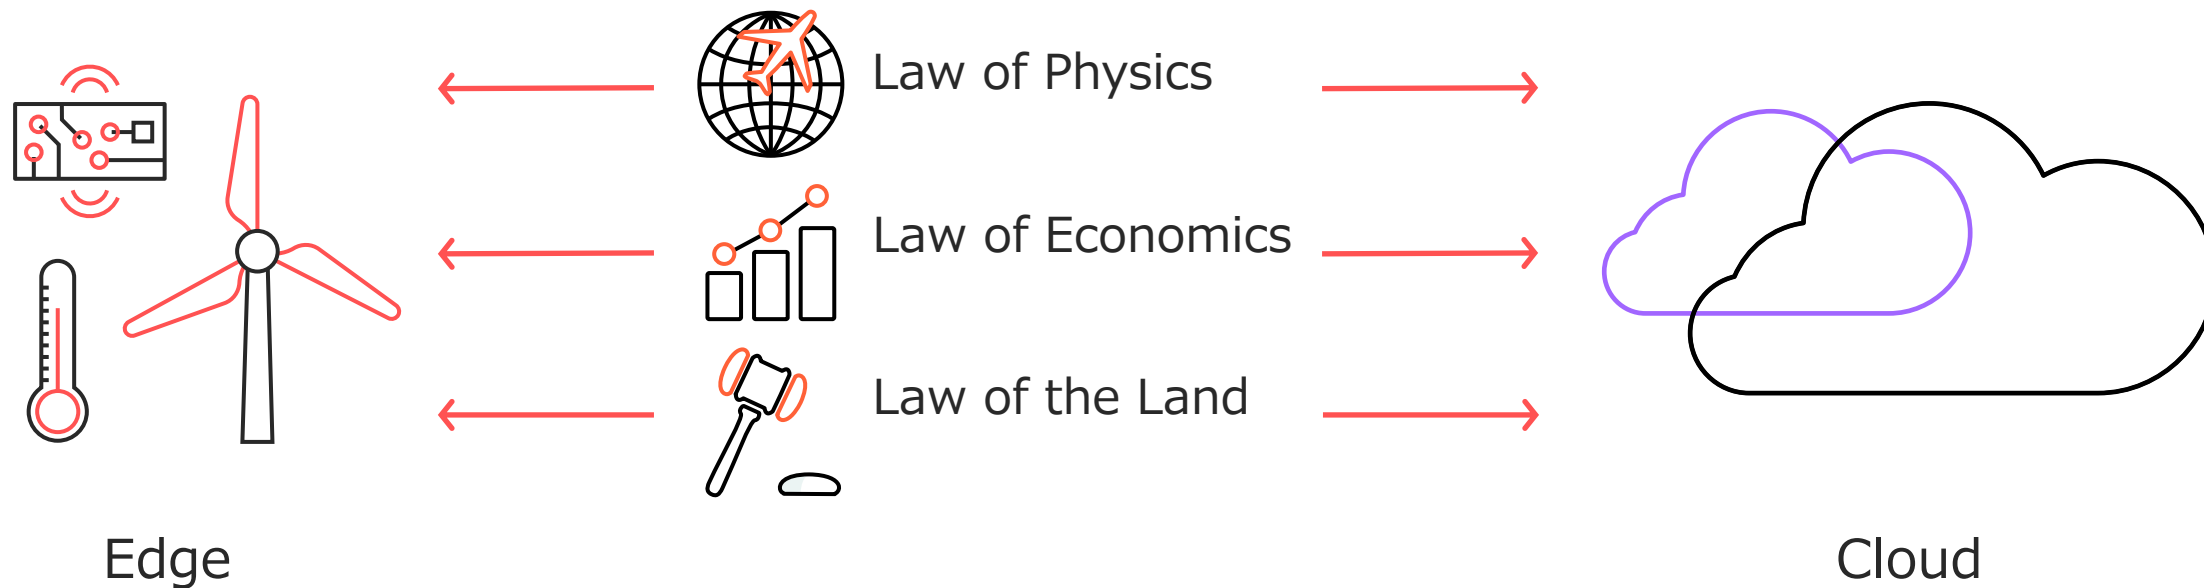 Law of Physics
Law of Economics
Law of the Land
Edge
Cloud